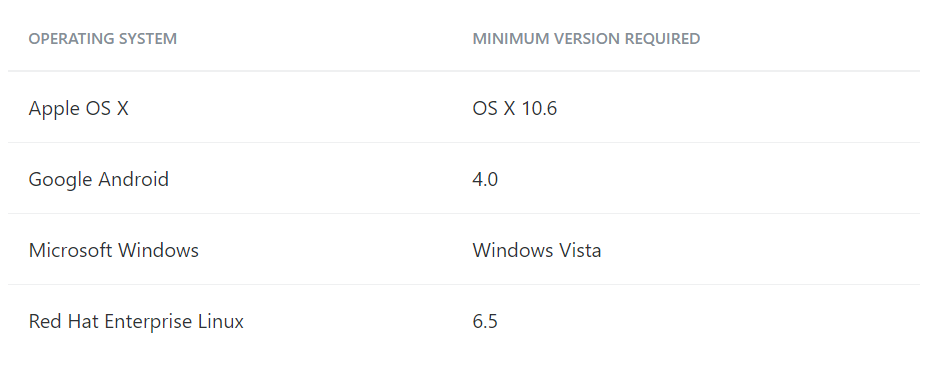 OPERATING SYSTEM MINIMUM VERSION REQUIRED
Apple OS X OS X 10.6
Google Android 4.0
Microsoft Windows Windows Vista
Red Hat Enterprise Linux 6.5